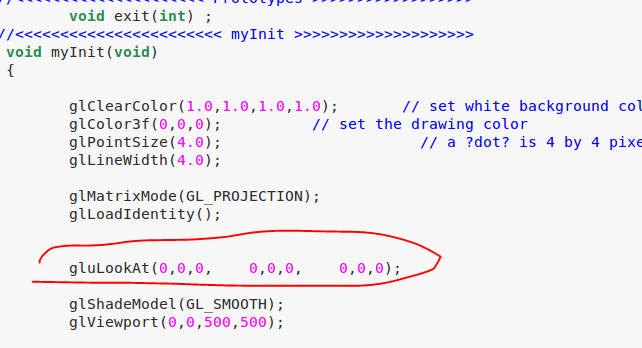 void exit(int) ;
//<<<<<<<<<<<<<<<<<<<<<<< myInit >>>>>>>>>>>>>>>>>>>>
void myInit(void)
{
glClearColor(1.0,1.0,1.0,1.0); // set white background col
glColor3f(0,0,0); // set the drawing color
glPointSize(4.0); // a ?dot? is 4 by 4 pixe
glLineWidth(4.0);
glMatrixMode(GL_PROJECTION);
glLoadIdentity();
gluLookAt(0,0,0, 0,0,0, 0,0,0);
glShadeModel(GL_SMOOTH);
glViewport(0,0,500,500);